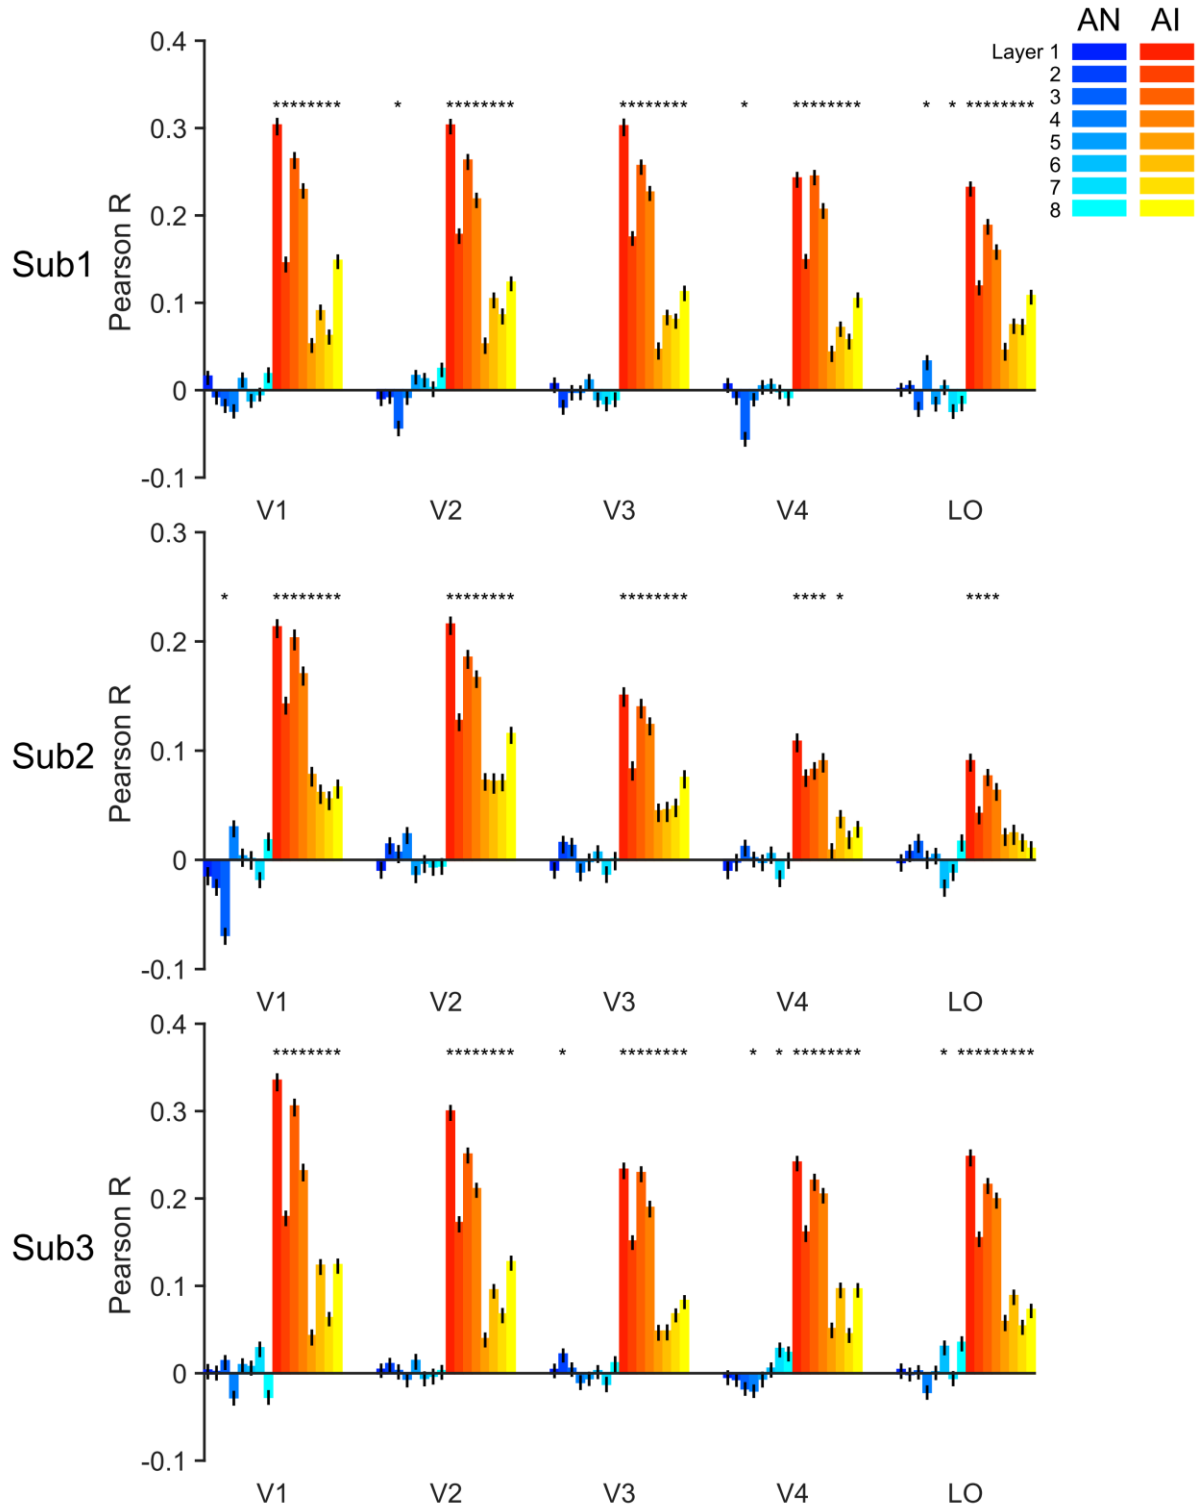 AN AI
Layer 1
2
3
4
5
6
7
8
Sub1
Pearson R
0.4
0.3
0.2
0.1
0
-0.1
******** * ******** ******** * ******** * * ********
V1 V2 V3 V4 LO
Sub2
Pearson R
0.3
0.2
0.1
0
-0.1
* ******** ******** ******** **** * ****
V1 V2 V3 V4 LO
Sub3
Pearson R
0.4
0.3
0.2
0.1
0
-0.1
******** ******** * ******** * * ******** * *********
V1 V2 V3 V4 LO